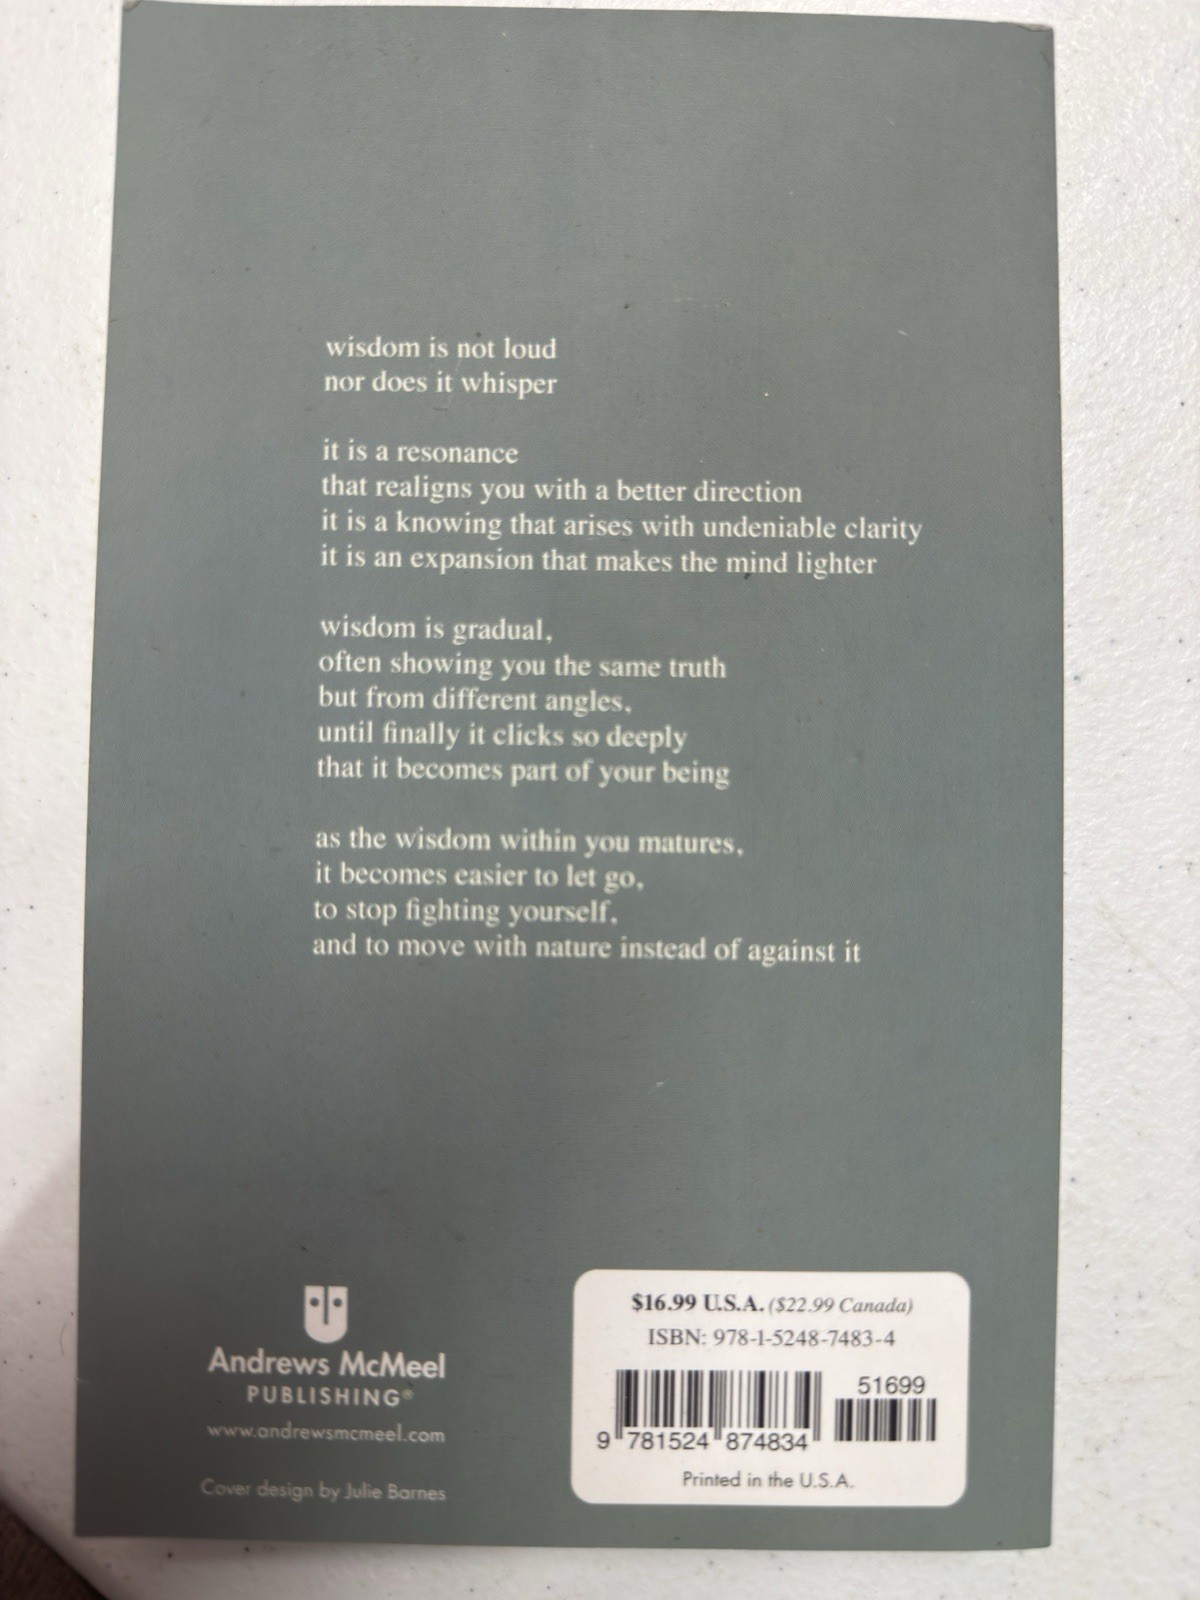 wisdom is not loud
nor does it whisper
it is a resonance
that realigns you with a better direction
it is a knowing that arises with undeniable clarity
it is an expansion that makes the mind lighter
wisdom is gradual,
often showing you the same truth
but from different angles,
until finally it clicks so deeply
that it becomes part of your being
as the wisdom within you matures,
it becomes easier to let go,
to stop fighting yourself,
and to move with nature instead of against it
Andrews McMeel
PUBLISHING®
www.andrewsmcmeel.com
Cover design by Julie Barnes
$16.99 U.S.A. ($22.99 Canada)
ISBN: 978-1-5248-7483-4
51699
9 781524 874834
Printed in the U.S.A.